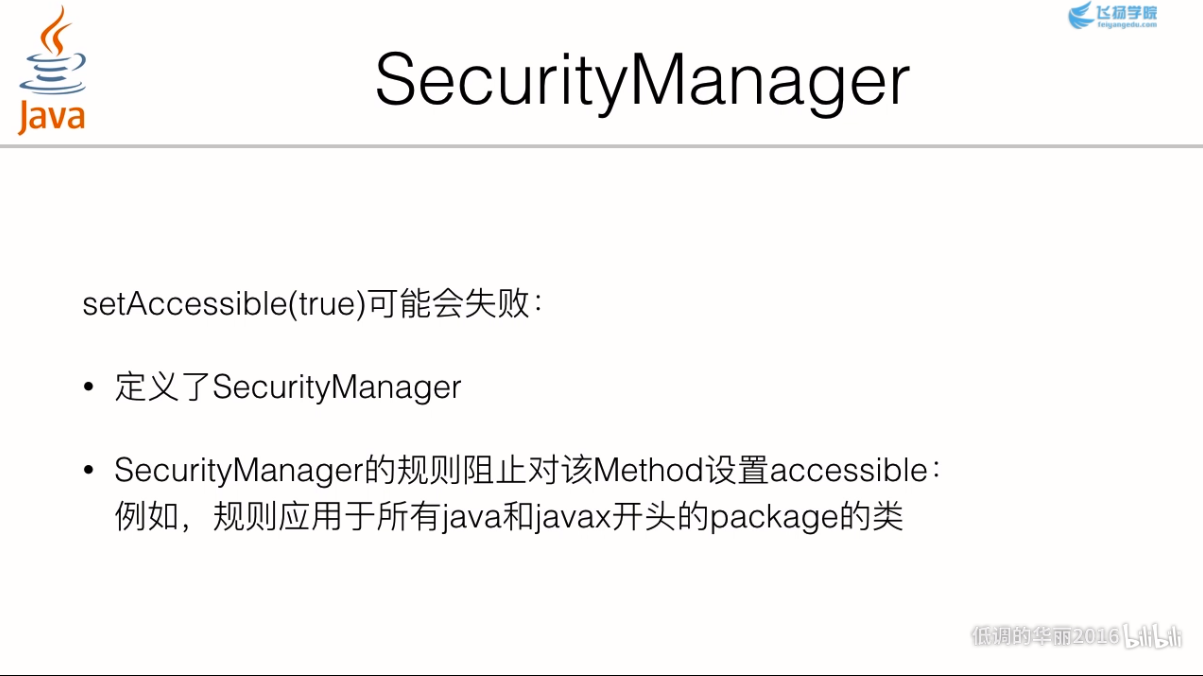 飞扬学院
feiyangedu.com
Java
SecurityManager
setAccessible(true)可能会失败：
• 定义了SecurityManager
• SecurityManager的规则阻止对该Method设置accessible：
例如，规则应用于所有java和javax开头的package的类
低调的华丽2016 bilibili